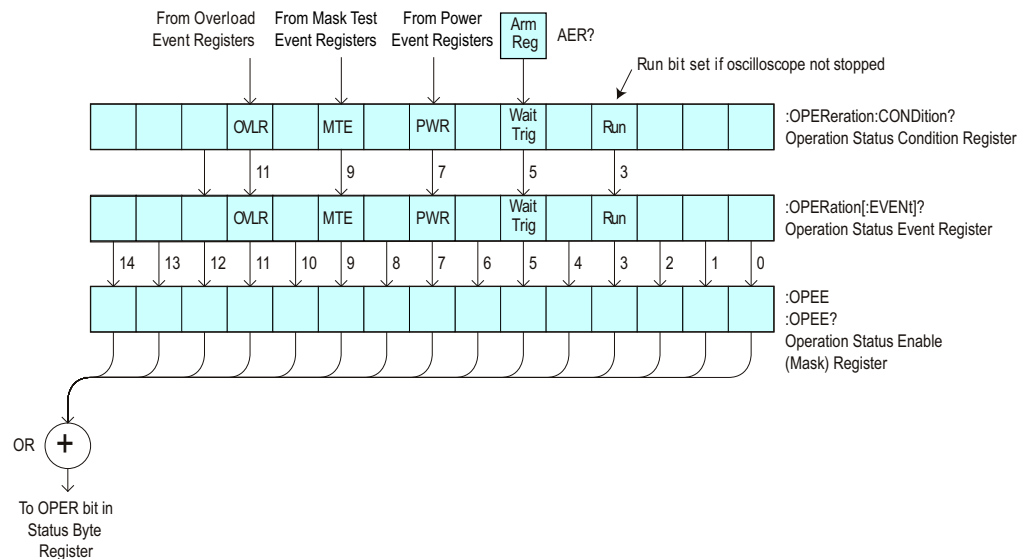 From Overload
Event Registers
From Mask Test
Event Registers
From Power
Event Registers
Arm
Reg
AER?
Run bit set if oscilloscope not stopped
OVLR
MTE
PWR
Wait
Trig
Run
:OPEReration:CONDition?
Operation Status Condition Register
11
9
7
5
3
OVLR
MTE
PWR
Wait
Trig
Run
:OPERation[:EVENt]?
Operation Status Event Register
14
13
12
11
10
9
8
7
6
5
4
3
2
1
0
:OPEE
:OPEE?
Operation Status Enable
(Mask) Register
OR
+
To OPER bit in
Status Byte
Register